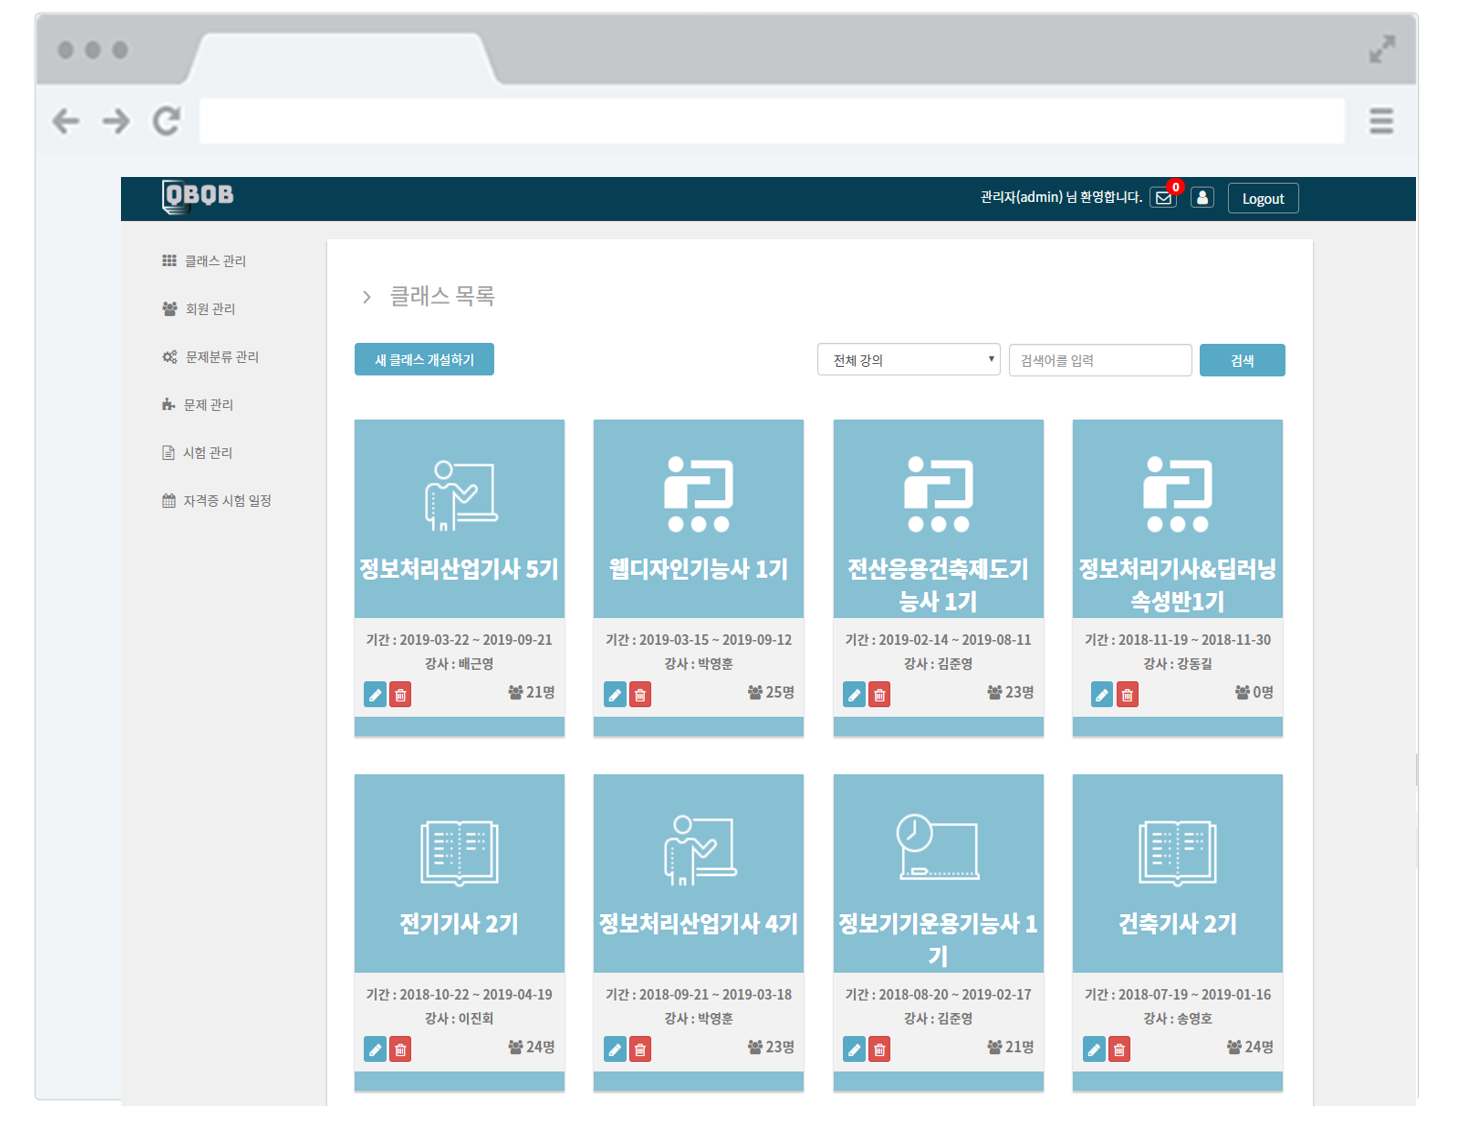 QBQB
관리자(admin) 님 환영합니다.
0
Logout
클래스 관리
회원 관리
문제분류 관리
문제 관리
시험 관리
자격증 시험 일정
클래스 목록
새 클래스 개설하기
전체 강의
검색어를 입력
검색
정보처리산업기사 5기
기간 : 2019-03-22 ~ 2019-09-21
강사 : 배근영
21명
웹디자인기능사 1기
기간 : 2019-03-15 ~ 2019-09-12
강사 : 박영훈
25명
전산응용건축제도기
능사 1기
기간 : 2019-02-14 ~ 2019-08-11
강사 : 김준영
23명
정보처리기사&딥러닝
속성반1기
기간 : 2018-11-19 ~ 2018-11-30
강사 : 강동길
0명
전기기사 2기
기간 : 2018-10-22 ~ 2019-04-19
강사 : 이진회
24명
정보처리산업기사 4기
기간 : 2018-09-21 ~ 2019-03-18
강사 : 박영훈
23명
정보기기운용기능사 1
기
기간 : 2018-08-20 ~ 2019-02-17
강사 : 김준영
21명
건축기사 2기
기간 : 2018-07-19 ~ 2019-01-16
강사 : 송영호
24명